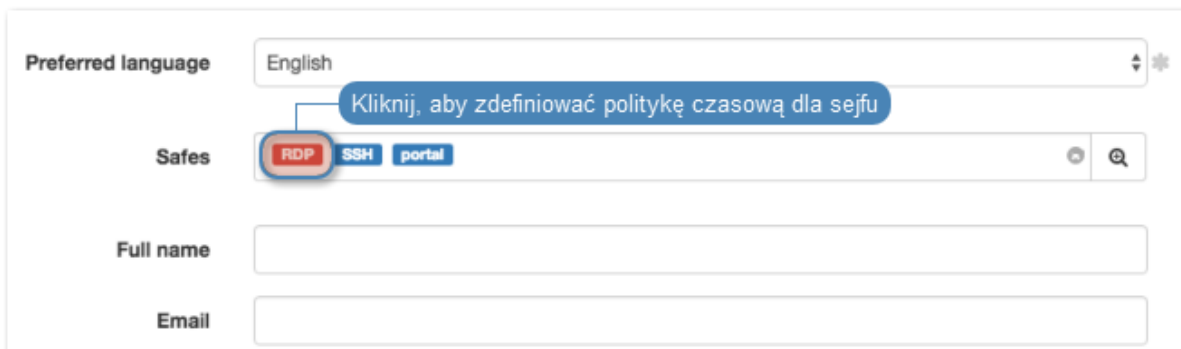 Preferred language English
Kliknij, aby zdefiniować politykę czasową dla sejfu
Safes RDP SSH portal
Full name
Email